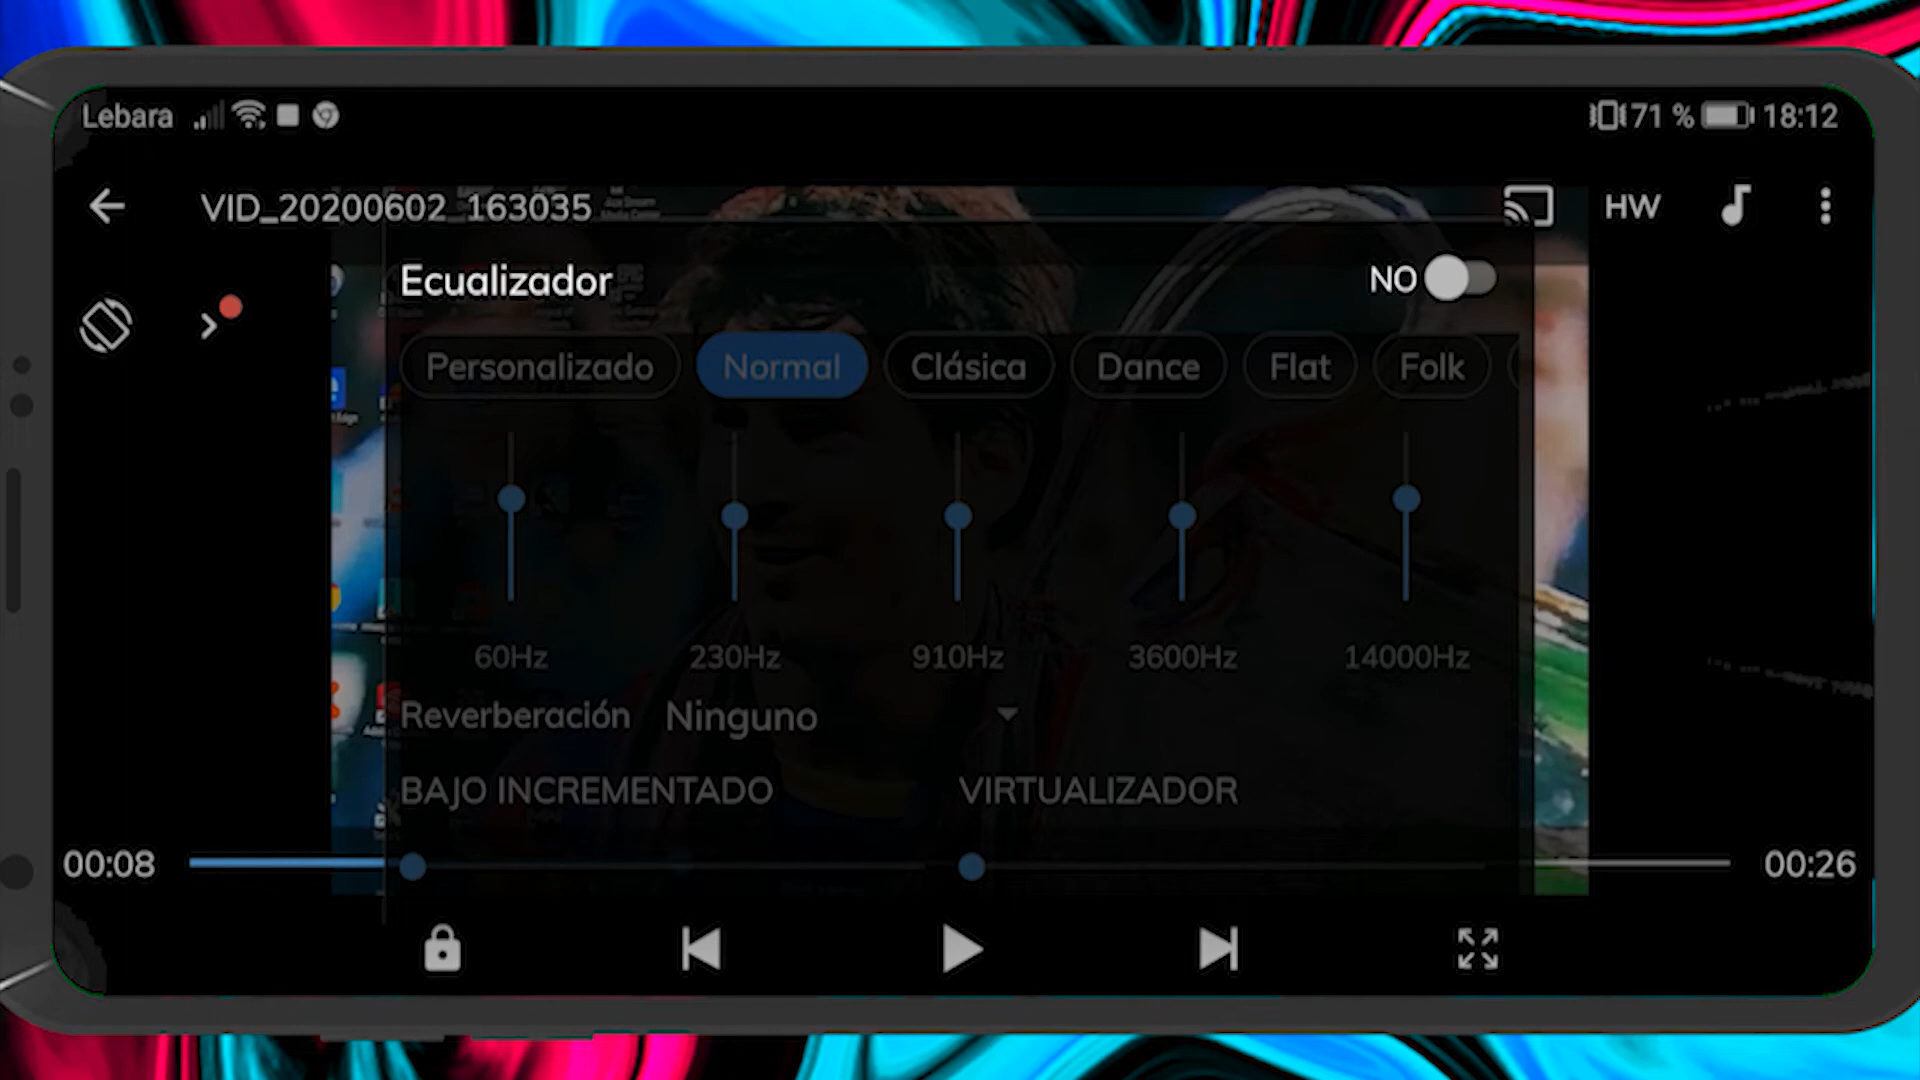 Lebara
71 %
18:12
VID_20200602_163035
HW
Ecualizador
NO
Personalizado
Normal
Clásica
Dance
Flat
Folk
60Hz
230Hz
910Hz
3600Hz
14000Hz
Reverberación
Ninguno
BAJO INCREMENTADO
VIRTUALIZADOR
00:08
00:26